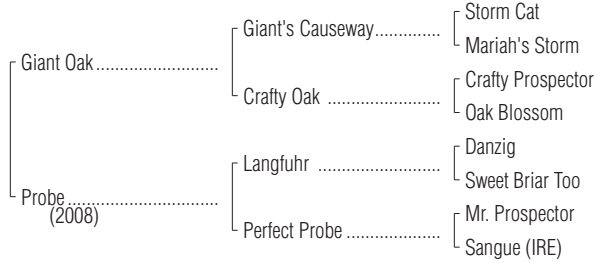 Storm Cat
Giant's Causeway..............
Mariah's Storm
Giant Oak..........................
Crafty Prospector
Crafty Oak ........................
Oak Blossom
Danzig
Langfuhr ..........................
Sweet Briar Too
Probe................................
(2008)
Mr. Prospector
Perfect Probe ....................
Sangue (IRE)